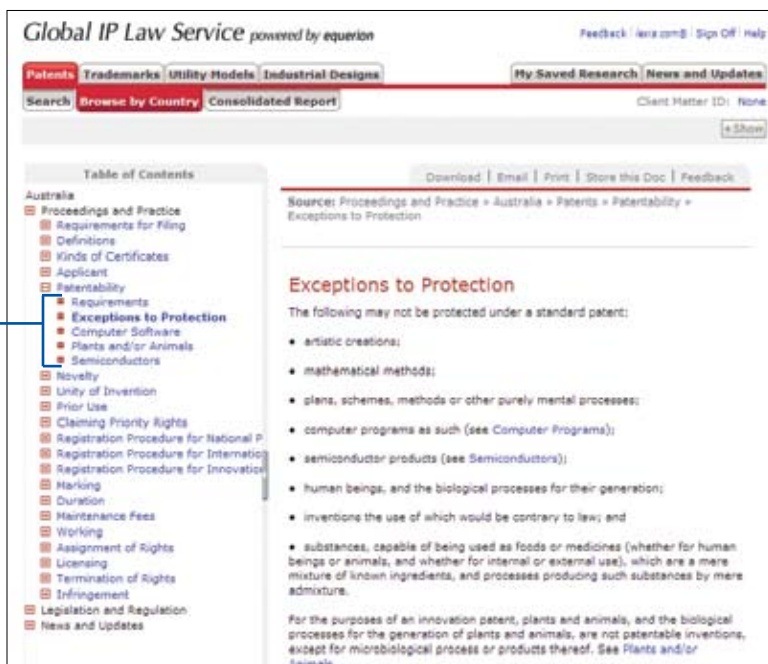 Global IP Law Service powered by equerion
Feedback Sign Off Help
Patents Trademarks Utility Models Industrial Designs My Saved Research News and Updates
Search Browse by Country Consolidated Report Client Matter ID: None
+ Show
Table of Contents
Australia
Proceedings and Practice
Requirements for Filing
Definitions
Kinds of Certificates
Applicant
Patentability
Requirements
Exceptions to Protection
Computer Software
Plants and/or Animals
Semiconductors
Novelty
Unity of Invention
Prior Use
Claiming Priority Rights
Registration Procedure for National P
Registration Procedure for Internatio
Registration Procedure for Innovation
Marking
Duration
Maintenance Fees
Working
Assignment of Rights
Licensing
Termination of Rights
Infringement
Legislation and Regulation
News and Updates
Download | Email | Print | Store this Doc | Feedback
Source: Proceedings and Practice » Australia » Patents » Patentability »
Exceptions to Protection
Exceptions to Protection
The following may not be protected under a standard patent:
• artistic creations;
• mathematical methods;
• plans, schemes, methods or other purely mental processes;
• computer programs as such (see Computer Programs);
• semiconductor products (see Semiconductors);
• human beings, and the biological processes for their generation;
• inventions the use of which would be contrary to law; and
• substances, capable of being used as foods or medicines (whether for human
beings or animals, and whether for internal or external use), which are a mere
mixture of known ingredients, and processes producing such substances by mere
admixture.
For the purposes of an innovation patent, plants and animals, and the biological
processes for the generation of plants and animals, are not patentable inventions,
except for microbiological process or products thereof. See Plants and/or
Animals